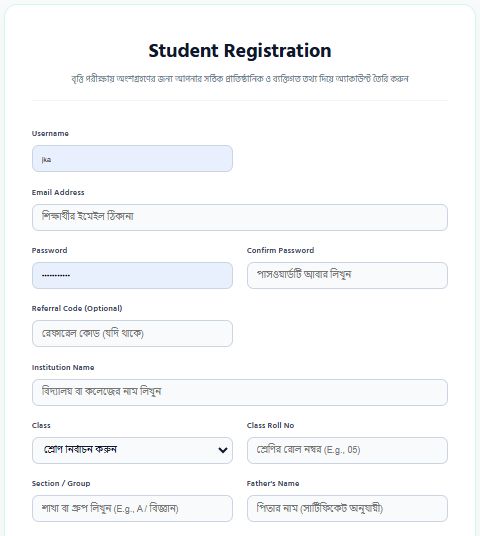 Student Registration
বৃত্তি পরীক্ষায় অংশগ্রহণের জন্য আপনার সঠিক প্রাতিষ্ঠানিক ও ব্যক্তিগত তথ্য দিয়ে অ্যাকাউন্ট তৈরি করুন
Username
jka
Email Address
শিক্ষার্থীর ইমেইল ঠিকানা
Password
Confirm Password
•••••••••••
পাসওয়ার্ডটি আবার লিখুন
Referral Code (Optional)
রেফারেল কোড (যদি থাকে)
Institution Name
বিদ্যালয় বা কলেজের নাম লিখুন
Class
Class Roll No
শ্রেণি নির্বাচন করুন
শ্রেণির রোল নম্বর (E.g., 05)
Section / Group
Father's Name
শাখা বা গ্রুপ লিখুন (E.g., A / বিজ্ঞান)
পিতার নাম (সার্টিফিকেট অনুযায়ী)